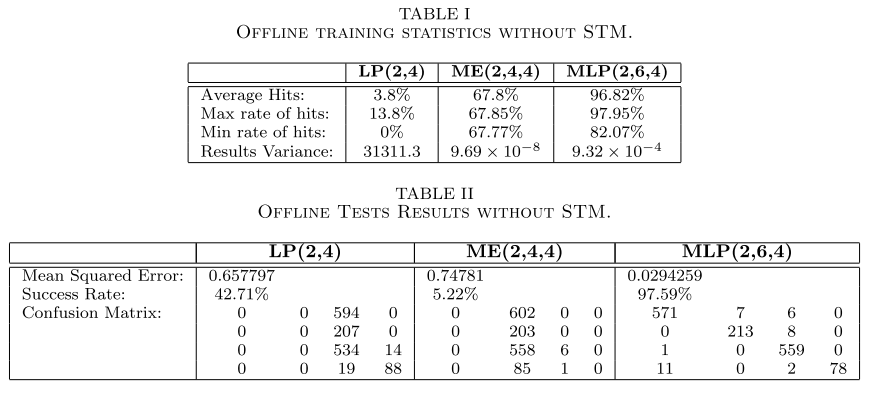 TABLE I
OFFLINE TRAINING STATISTICS WITHOUT STM.
LP(2,4) ME(2,4,4) MLP(2,6,4)
Average Hits: 3.8% 67.8% 96.82%
Max rate of hits: 13.8% 67.85% 97.95%
Min rate of hits: 0% 67.77% 82.07%
Results Variance: 31311.3 9.69 × 10⁻⁸ 9.32 × 10⁻⁴
TABLE II
OFFLINE TESTS RESULTS WITHOUT STM.
LP(2,4) ME(2,4,4) MLP(2,6,4)
Mean Squared Error: 0.657797 0.74781 0.0294259
Success Rate: 42.71% 5.22% 97.59%
Confusion Matrix: 0 0 594 0 0 602 0 0 571 7 6 0
0 0 207 0 0 203 0 0 0 213 8 0
0 0 534 14 0 558 6 0 1 0 559 0
0 0 19 88 0 85 1 0 11 0 2 78